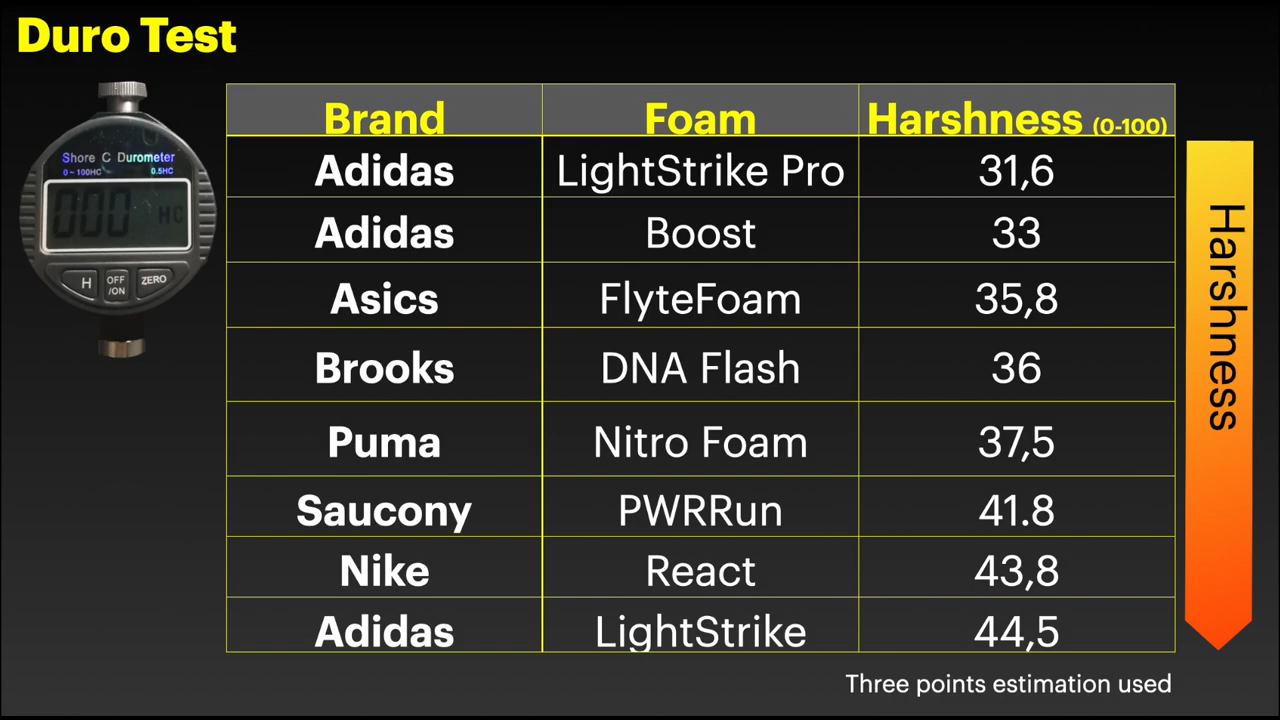 Duro Test
Shore C Durometer
0 ~ 100HC 0.5HC
000 HC
H OFF /ON ZERO
Brand Foam Harshness (0-100)
Adidas LightStrike Pro 31,6
Adidas Boost 33
Asics FlyteFoam 35,8
Brooks DNA Flash 36
Puma Nitro Foam 37,5
Saucony PWRRun 41.8
Nike React 43,8
Adidas LightStrike 44,5
Harshness
Three points estimation used